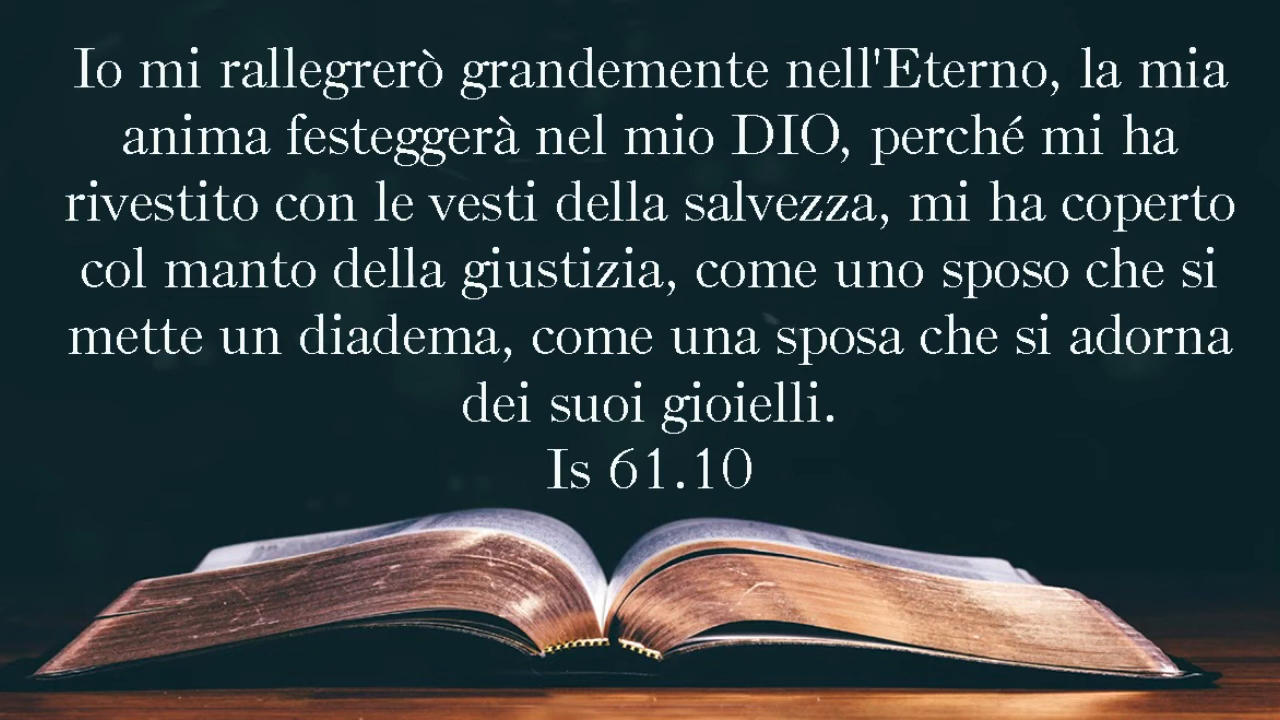 Io mi rallegrerò grandemente nell'Eterno, la mia
anima festeggerà nel mio DIO, perché mi ha
rivestito con le vesti della salvezza, mi ha coperto
col manto della giustizia, come uno sposo che si
mette un diadema, come una sposa che si adorna
dei suoi gioielli.
Is 61.10